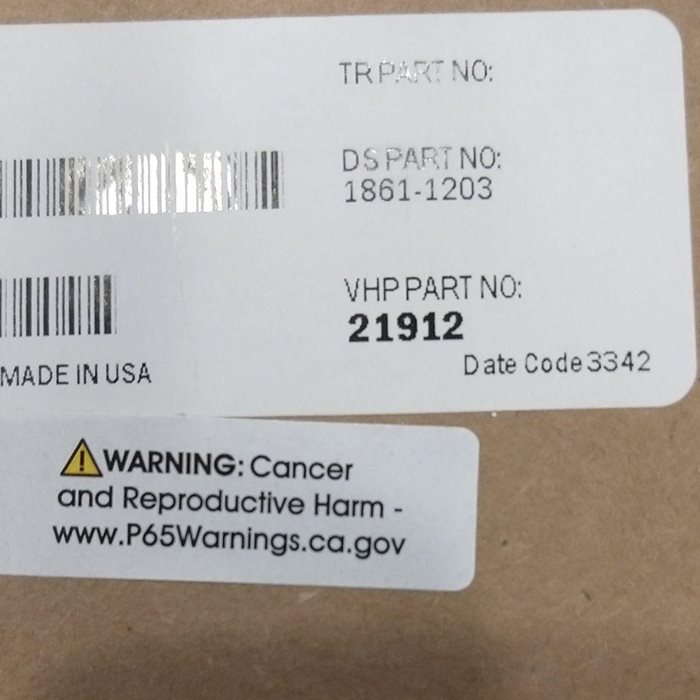 TR PART NO:
DS PART NO:
1861-1203
VHP PART NO:
21912
Date Code 3342
MADE IN USA
WARNING: Cancer
and Reproductive Harm -
www.P65Warnings.ca.gov